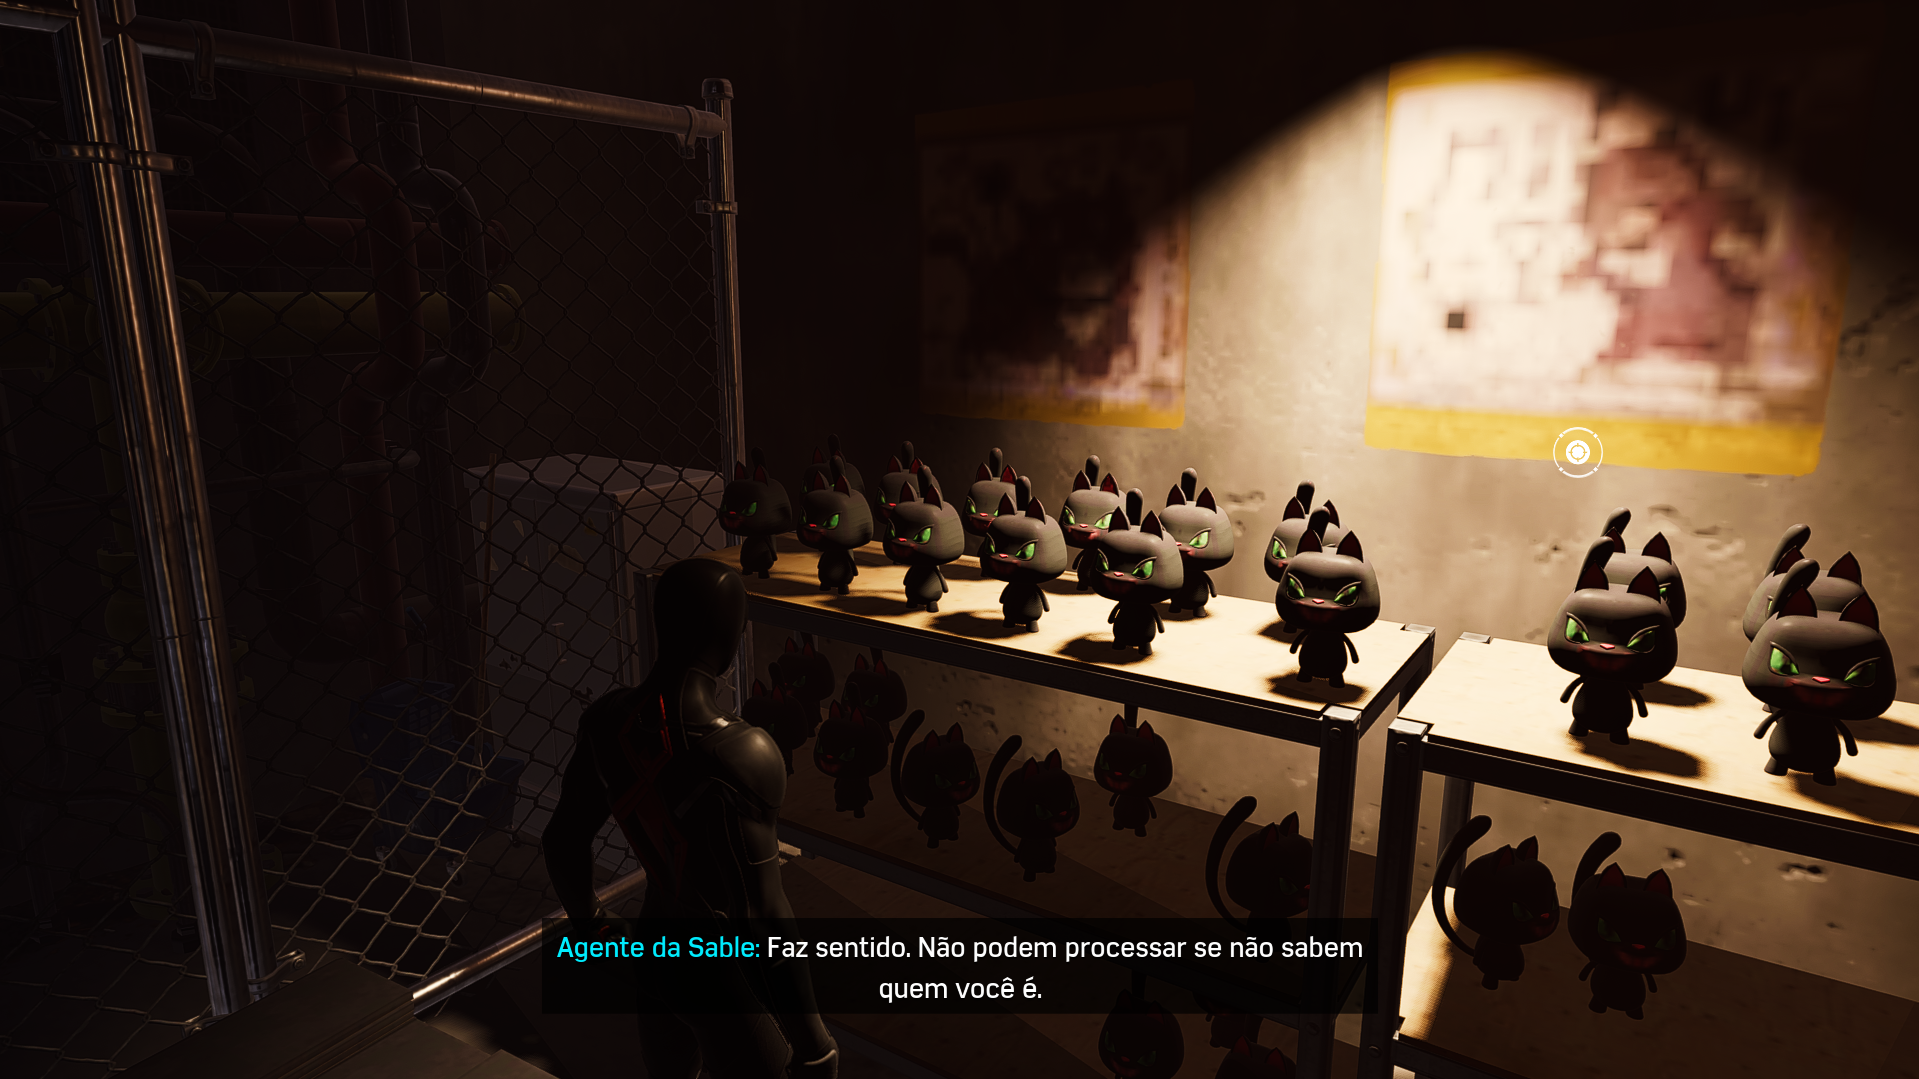 Agente da Sable: Faz sentido. Não podem processar se não sabem
quem você é.